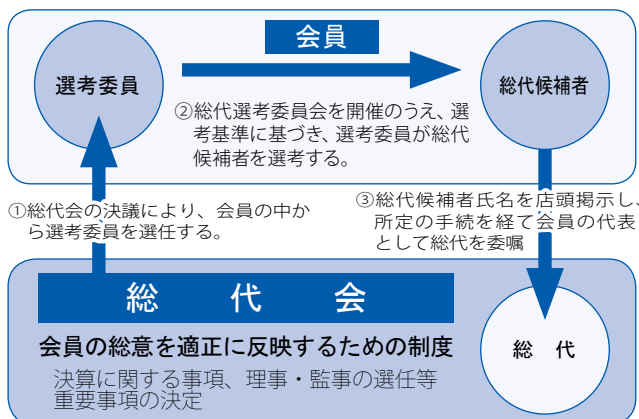 会員
選考委員
総代候補者
②総代選考委員会を開催のうえ、選
考基準に基づき、選考委員が総代
候補者を選考する。
①総代会の決議により、会員の中か
ら選考委員を選任する。
③総代候補者氏名を店頭掲示し、
所定の手続を経て会員の代表
として総代を委嘱
総代会
会員の総意を適正に反映するための制度
決算に関する事項、理事・監事の選任等
重要事項の決定
総代